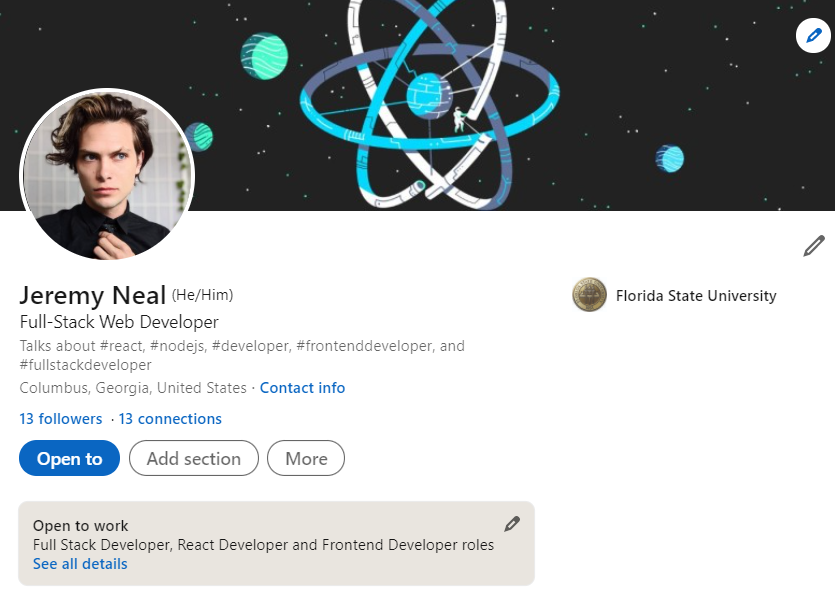 Jeremy Neal (He/Him)
Florida State University
Full-Stack Web Developer
Talks about #react, #nodejs, #developer, #frontenddeveloper, and
#fullstackdeveloper
Columbus, Georgia, United States · Contact info
13 followers · 13 connections
Open to
Add section
More
Open to work
Full Stack Developer, React Developer and Frontend Developer roles
See all details